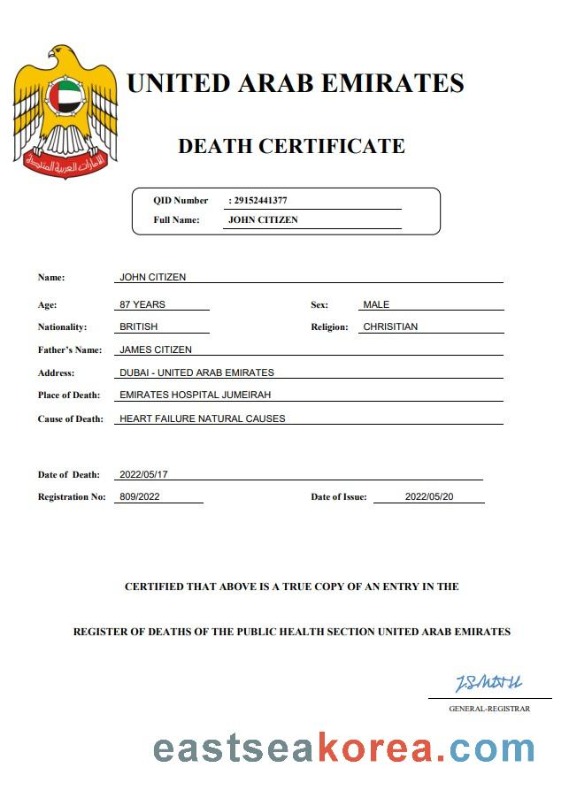 UNITED ARAB EMIRATES
DEATH CERTIFICATE
QID Number : 29152441377
Full Name: JOHN CITIZEN
الإمارات العربية المتحدة
Name: JOHN CITIZEN
Age: 87 YEARS Sex: MALE
Nationality: BRITISH Religion: CHRISITIAN
Father's Name: JAMES CITIZEN
Address: DUBAI - UNITED ARAB EMIRATES
Place of Death: EMIRATES HOSPITAL JUMEIRAH
Cause of Death: HEART FAILURE NATURAL CAUSES
Date of Death: 2022/05/17
Registration No: 809/2022 Date of Issue: 2022/05/20
CERTIFIED THAT ABOVE IS A TRUE COPY OF AN ENTRY IN THE
REGISTER OF DEATHS OF THE PUBLIC HEALTH SECTION UNITED ARAB EMIRATES
GENERAL-REGISTRAR
eastseakorea.com